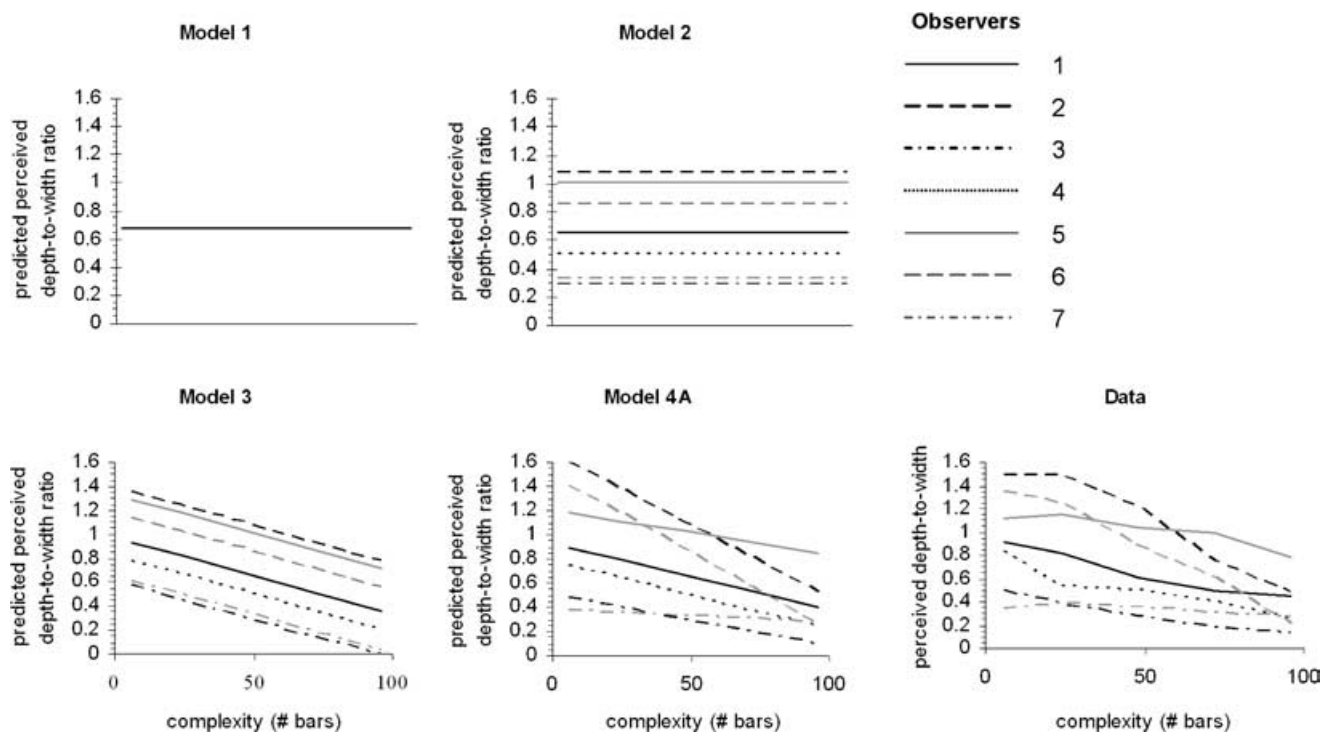 Model 1
predicted perceived
depth-to-width ratio
1.6
1.4
1.2
1
0.8
0.6
0.4
0.2
0
Model 2
predicted perceived
depth-to-width ratio
1.6
1.4
1.2
1
0.8
0.6
0.4
0.2
0
Observers
1
2
3
4
5
6
7
Model 3
predicted perceived
depth-to-width ratio
1.6
1.4
1.2
1
0.8
0.6
0.4
0.2
0
0 50 100
complexity (# bars)
Model 4A
predicted perceived
depth-to-width ratio
1.6
1.4
1.2
1
0.8
0.6
0.4
0.2
0
0 50 100
complexity (# bars)
Data
perceived depth-to-width
1.6
1.4
1.2
1
0.8
0.6
0.4
0.2
0
0 50 100
complexity (# bars)